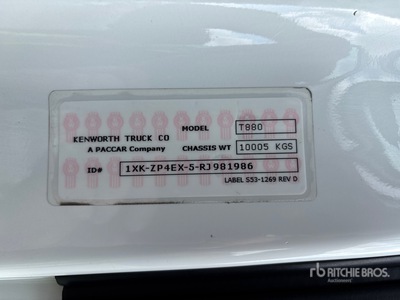 KENWORTH TRUCK CO
A PACCAR Company
MODEL T880
CHASSIS WT 10005 KGS
ID# 1XK-ZP4EX-5-RJ981986
LABEL S53-1269 REV D
rb RITCHIE BROS.
Auctioneers